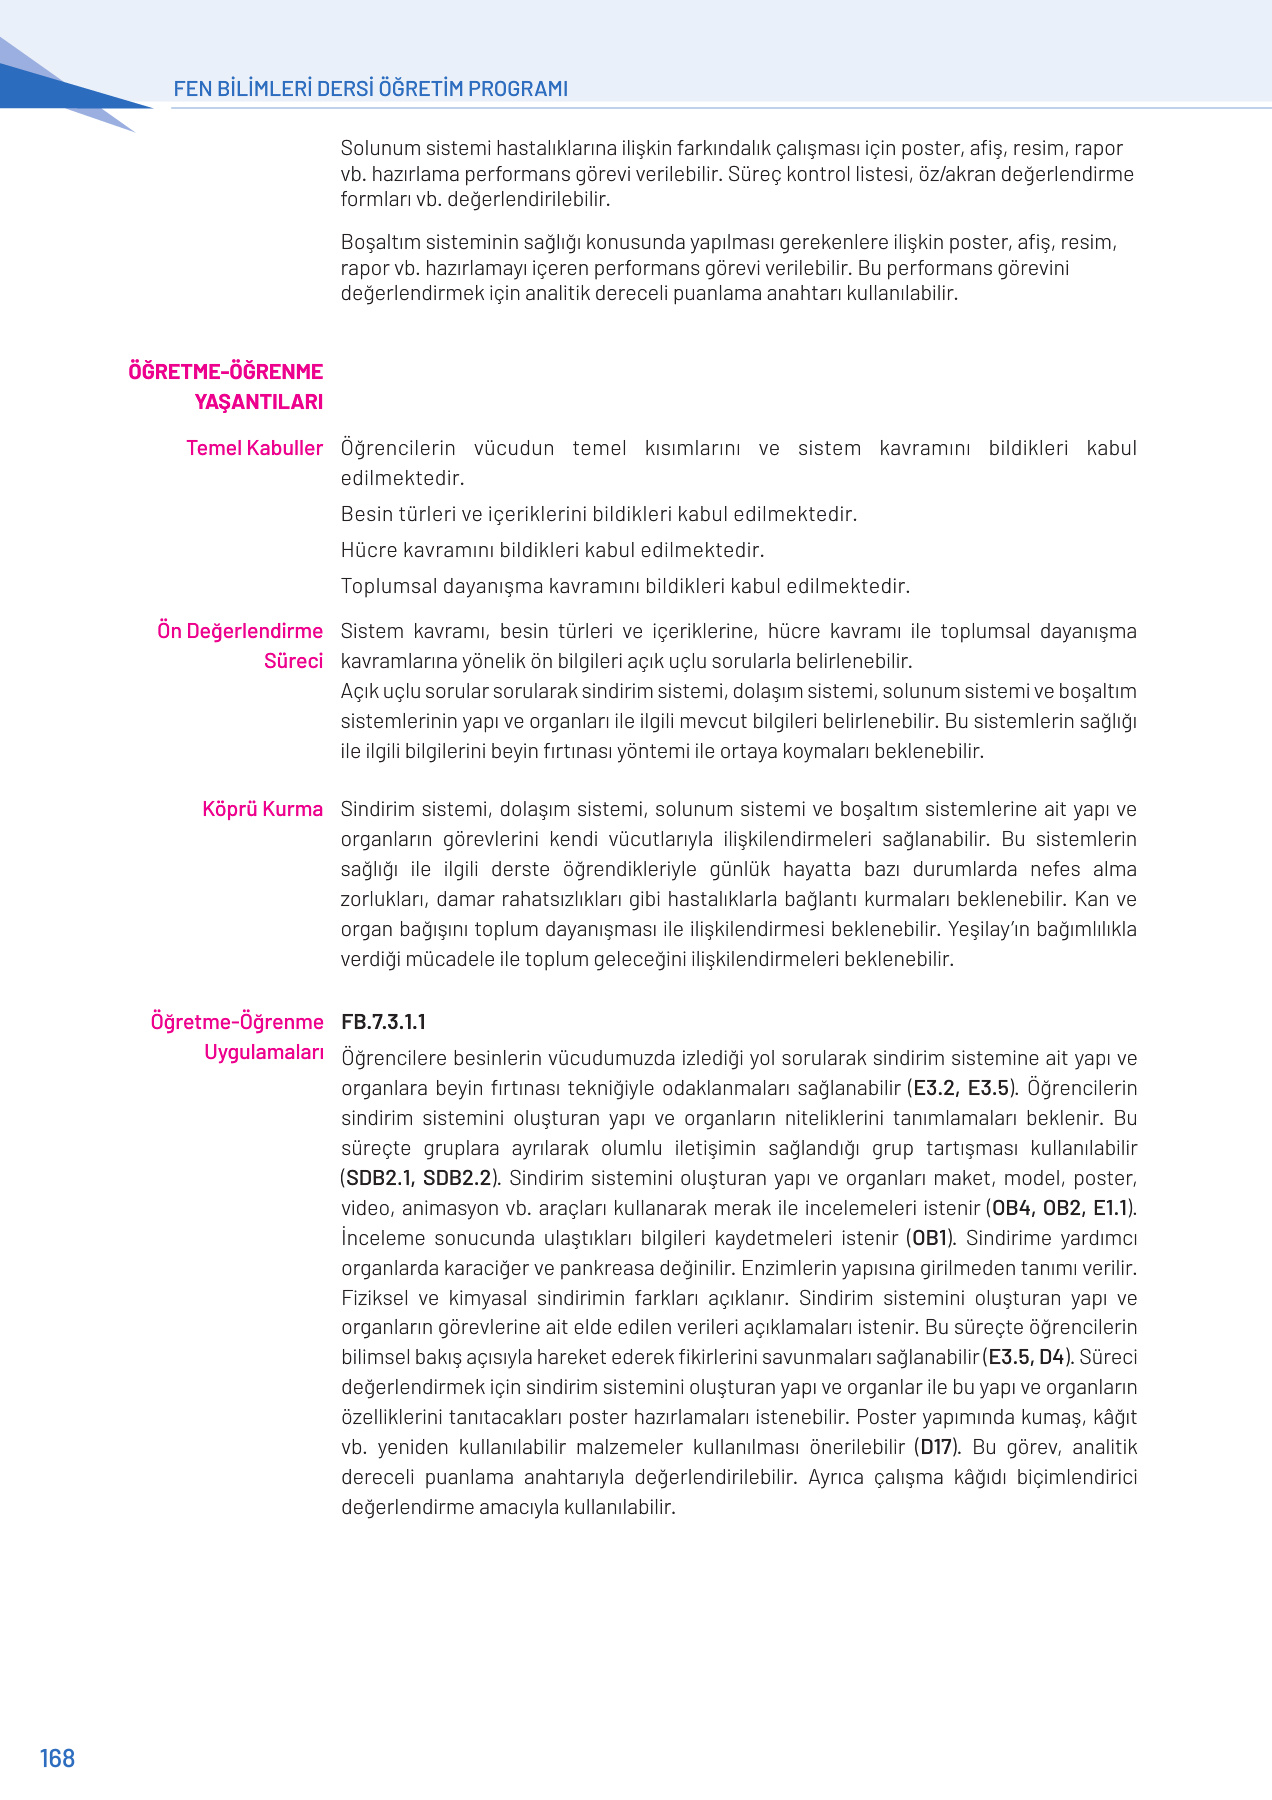 FEN BİLİMLERİ DERSİ ÖĞRETİM PROGRAMI
Solunum sistemi hastalıklarına ilişkin farkındalık çalışması için poster, afiş, resim, rapor
vb. hazırlama performans görevi verilebilir. Süreç kontrol listesi, öz/akran değerlendirme
formları vb. değerlendirilebilir.
Boşaltım sisteminin sağlığı konusunda yapılması gerekenlere ilişkin poster, afiş, resim,
rapor vb. hazırlamayı içeren performans görevi verilebilir. Bu performans görevini
değerlendirmek için analitik dereceli puanlama anahtarı kullanılabilir.
ÖĞRETME-ÖĞRENME
YAŞANTILARI
Temel Kabuller
Öğrencilerin vücudun temel kısımlarını ve sistem kavramını bildikleri kabul
edilmektedir.
Besin türleri ve içeriklerini bildikleri kabul edilmektedir.
Hücre kavramını bildikleri kabul edilmektedir.
Toplumsal dayanışma kavramını bildikleri kabul edilmektedir.
Ön Değerlendirme
Süreci
Sistem kavramı, besin türleri ve içeriklerine, hücre kavramı ile toplumsal dayanışma
kavramlarına yönelik ön bilgileri açık uçlu sorularla belirlenebilir.
Açık uçlu sorular sorularak sindirim sistemi, dolaşım sistemi, solunum sistemi ve boşaltım
sistemlerinin yapı ve organları ile ilgili mevcut bilgileri belirlenebilir. Bu sistemlerin sağlığı
ile ilgili bilgilerini beyin fırtınası yöntemi ile ortaya koymaları beklenebilir.
Köprü Kurma
Sindirim sistemi, dolaşım sistemi, solunum sistemi ve boşaltım sistemlerine ait yapı ve
organların görevlerini kendi vücutlarıyla ilişkilendirmeleri sağlanabilir. Bu sistemlerin
sağlığı ile ilgili derste öğrendikleriyle günlük hayatta bazı durumlarda nefes alma
zorlukları, damar rahatsızlıkları gibi hastalıklarla bağlantı kurmaları beklenebilir. Kan ve
organ bağışını toplum dayanışması ile ilişkilendirmesi beklenebilir. Yeşilay’ın bağımlılıkla
verdiği mücadele ile toplum geleceğini ilişkilendirmeleri beklenebilir.
Öğretme-Öğrenme
Uygulamaları
FB.7.3.1.1
Öğrencilere besinlerin vücudumuzda izlediği yol sorularak sindirim sistemine ait yapı ve
organlara beyin fırtınası tekniğiyle odaklanmaları sağlanabilir (E3.2, E3.5). Öğrencilerin
sindirim sistemini oluşturan yapı ve organların niteliklerini tanımlamaları beklenir. Bu
süreçte gruplara ayrılarak olumlu iletişimin sağlandığı grup tartışması kullanılabilir
(SDB2.1, SDB2.2). Sindirim sistemini oluşturan yapı ve organları maket, model, poster,
video, animasyon vb. araçları kullanarak merak ile incelemeleri istenir (OB4, OB2, E1.1).
İnceleme sonucunda ulaştıkları bilgileri kaydetmeleri istenir (OB1). Sindirime yardımcı
organlarda karaciğer ve pankreasa değinilir. Enzimlerin yapısına girilmeden tanımı verilir.
Fiziksel ve kimyasal sindirimin farkları açıklanır. Sindirim sistemini oluşturan yapı ve
organların görevlerine ait elde edilen verileri açıklamaları istenir. Bu süreçte öğrencilerin
bilimsel bakış açısıyla hareket ederek fikirlerini savunmaları sağlanabilir (E3.5, D4). Süreci
değerlendirmek için sindirim sistemini oluşturan yapı ve organlar ile bu yapı ve organların
özelliklerini tanıtacakları poster hazırlamaları istenebilir. Poster yapımında kumaş, kâğıt
vb. yeniden kullanılabilir malzemeler kullanılması önerilebilir (D17). Bu görev, analitik
dereceli puanlama anahtarıyla değerlendirilebilir. Ayrıca çalışma kâğıdı biçimlendirici
değerlendirme amacıyla kullanılabilir.
168